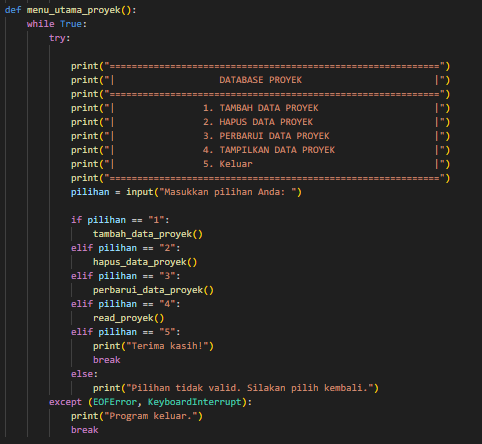 def menu_utama_proyek():
    while True:
        try:

            print("============================================================")
            print("|                   DATABASE PROYEK                        |")
            print("============================================================")
            print("|                1. TAMBAH DATA PROYEK                     |")
            print("|                2. HAPUS DATA PROYEK                      |")
            print("|                3. PERBARUI DATA PROYEK                   |")
            print("|                4. TAMPILKAN DATA PROYEK                  |")
            print("|                5. Keluar                                 |")
            print("============================================================")
            pilihan = input("Masukkan pilihan Anda: ")

            if pilihan == "1":
                tambah_data_proyek()
            elif pilihan == "2":
                hapus_data_proyek()
            elif pilihan == "3":
                perbarui_data_proyek()
            elif pilihan == "4":
                read_proyek()
            elif pilihan == "5":
                print("Terima kasih!")
                break
            else:
                print("Pilihan tidak valid. Silakan pilih kembali.")
        except (EOFError, KeyboardInterrupt):
            print("Program keluar.")
            break